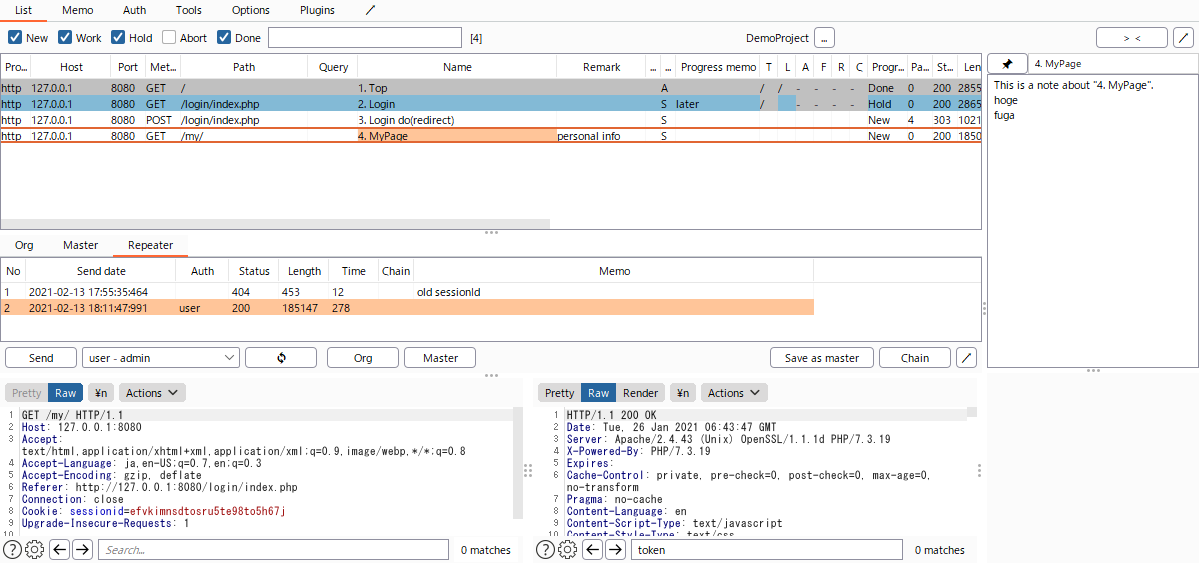 List Memo Auth Tools Options Plugins
New Work Hold Abort Done [4] DemoProject ... > <
Pro... Host Port Met... Path Query Name Remark ... ... Progress memo T L A F R C Progr... Pa... St... Len
http 127.0.0.1 8080 GET / 1. Top A / / - - - - - Done 0 200 2855
http 127.0.0.1 8080 GET /login/index.php 2. Login S later / - - - - - Hold 0 200 2865
http 127.0.0.1 8080 POST /login/index.php 3. Login do(redirect) S New 4 303 1021
http 127.0.0.1 8080 GET /my/ 4. MyPage personal info S New 0 200 1850
4. MyPage
This is a note about "4. MyPage".
hoge
fuga
Org Master Repeater
No Send date Auth Status Length Time Chain Memo
1 2021-02-13 17:55:35:464 404 453 12 old sessionId
2 2021-02-13 18:11:47:991 user 200 185147 278
Send user - admin Org Master Save as master Chain
Pretty Raw ¥n Actions
1 GET /my/ HTTP/1.1
2 Host: 127.0.0.1:8080
3 Accept:
text/html,application/xhtml+xml,application/xml;q=0.9,image/webp,*/*;q=0.8
4 Accept-Language: ja,en-US;q=0.7,en;q=0.3
5 Accept-Encoding: gzip, deflate
6 Referer: http://127.0.0.1:8080/login/index.php
7 Connection: close
8 Cookie: sessionid=efvkimnsdtosru5te98to5h67j
9 Upgrade-Insecure-Requests: 1
10
Search... 0 matches
Pretty Raw Render ¥n Actions
1 HTTP/1.1 200 OK
2 Date: Tue, 26 Jan 2021 06:43:47 GMT
3 Server: Apache/2.4.43 (Unix) OpenSSL/1.1.1d PHP/7.3.19
4 X-Powered-By: PHP/7.3.19
5 Expires:
6 Cache-Control: private, pre-check=0, post-check=0, max-age=0,
no-transform
7 Pragma: no-cache
8 Content-Language: en
9 Content-Script-Type: text/javascript
10 Content-Style-Type: text/css
token 0 matches